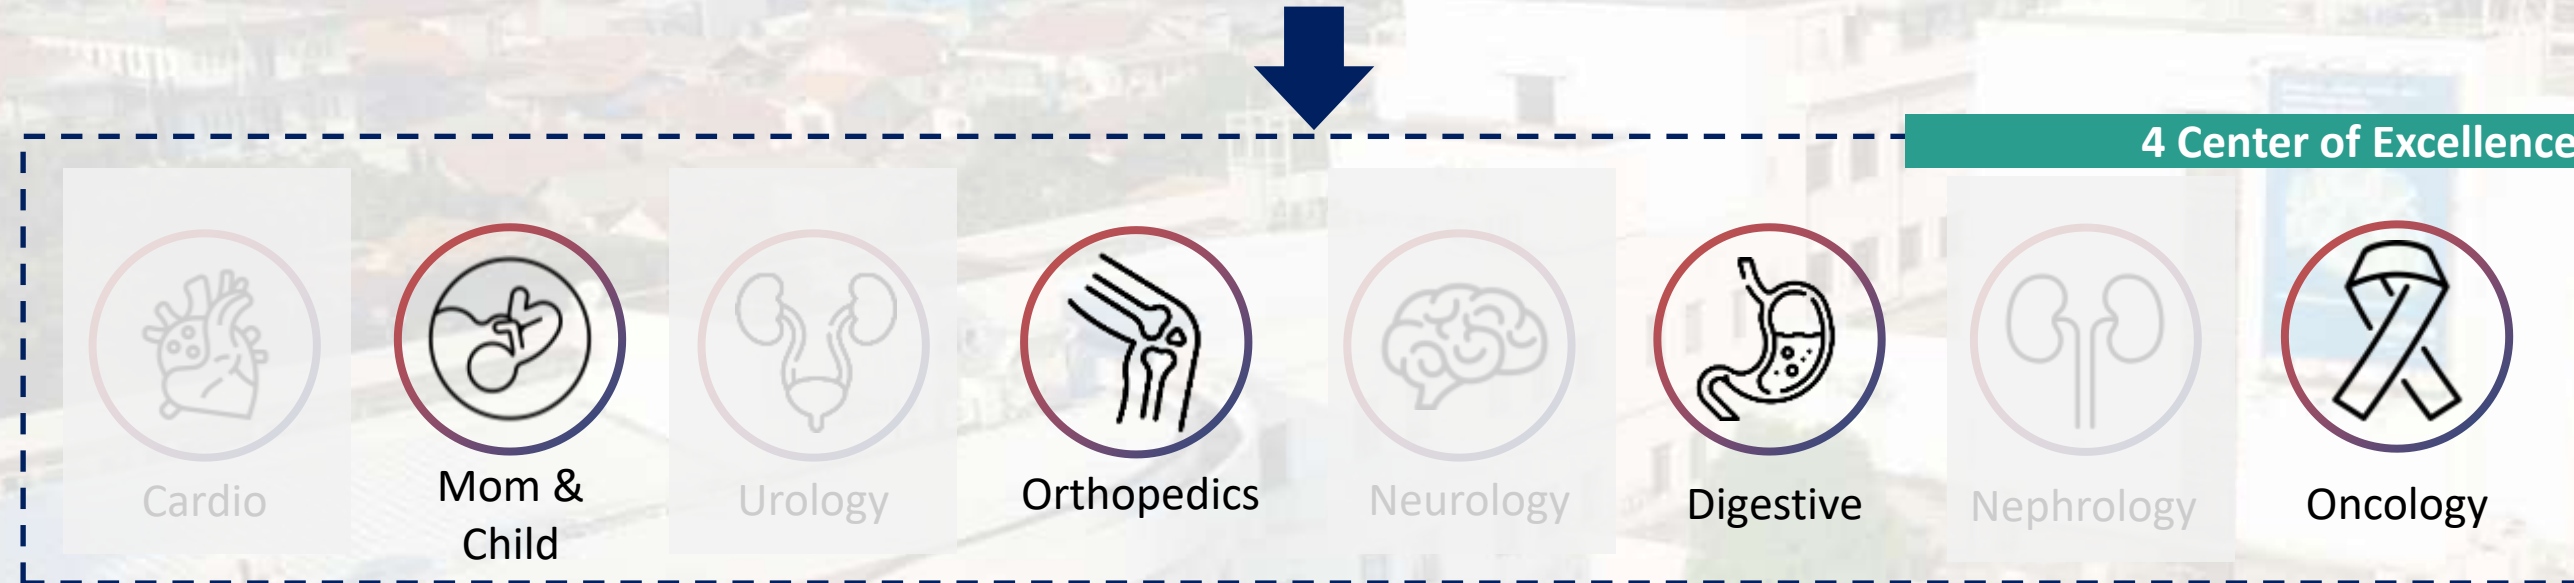 4 Center of Excellence
Cardio
Mom &
Child
Urology
Orthopedics
Neurology
Digestive
Nephrology
Oncology